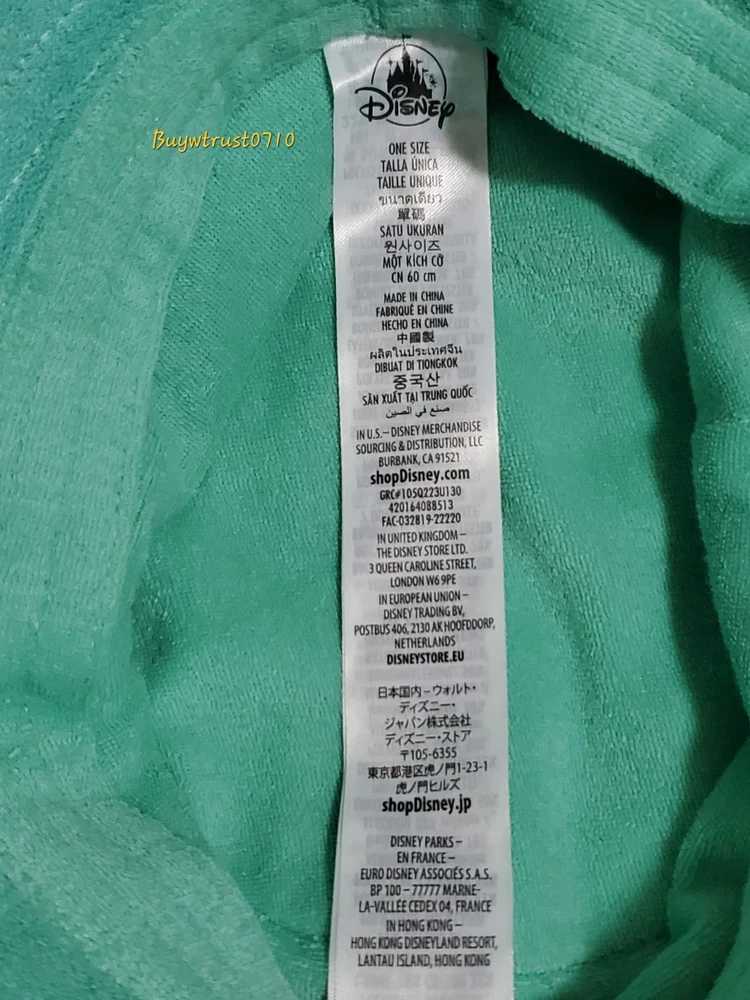 Disney
Buywtrust0710
ONE SIZE
TALLA ÚNICA
TAILLE UNIQUE
ขนาดเดียว
單碼
SATU UKURAN
원사이즈
MỘT KÍCH CỠ
CN 60 cm
MADE IN CHINA
FABRIQUÉ EN CHINE
HECHO EN CHINA
中國製
ผลิตในประเทศจีน
DIBUAT DI TIONGKOK
중국산
SẢN XUẤT TẠI TRUNG QUỐC
صنع في الصين
IN U.S. – DISNEY MERCHANDISE
SOURCING & DISTRIBUTION, LLC
BURBANK, CA 91521
shopDisney.com
GRC#105Q223U130
420164088513
FAC-032819-22220
IN UNITED KINGDOM –
THE DISNEY STORE LTD.
3 QUEEN CAROLINE STREET,
LONDON W6 9PE
IN EUROPEAN UNION –
DISNEY TRADING BV,
POSTBUS 406, 2130 AK HOOFDDORP,
NETHERLANDS
DISNEYSTORE.EU
日本国内 – ウォルト・
ディズニー・
ジャパン株式会社
ディズニー・ストア
〒105-6355
東京都港区虎ノ門1-23-1
虎ノ門ヒルズ
shopDisney.jp
DISNEY PARKS –
EN FRANCE –
EURO DISNEY ASSOCIÉS S.A.S.
BP 100 – 77777 MARNE-
LA-VALLÉE CEDEX 04, FRANCE
IN HONG KONG –
HONG KONG DISNEYLAND RESORT,
LANTAU ISLAND, HONG KONG